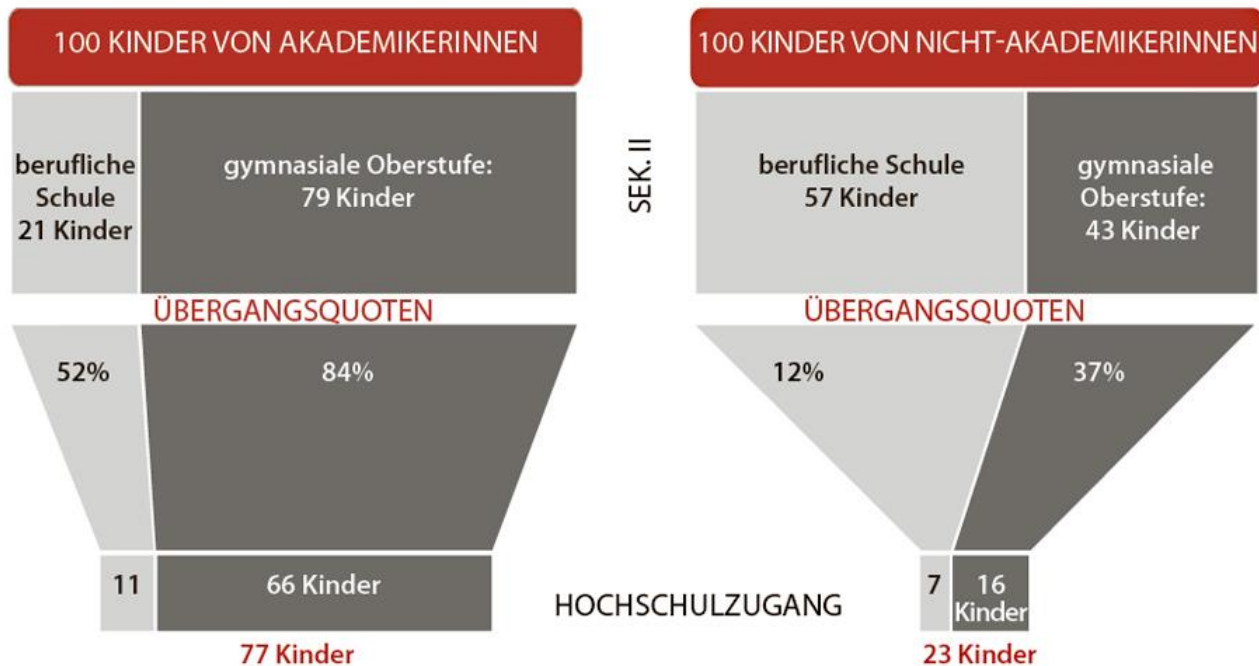 100 KINDER VON AKADEMIKERINNEN
berufliche
Schule
21 Kinder
gymnasiale Oberstufe:
79 Kinder
ÜBERGANGSQUOTEN
52%
84%
11
66 Kinder
77 Kinder
SEK. II
HOCHSCHULZUGANG
100 KINDER VON NICHT-AKADEMIKERINNEN
berufliche Schule
57 Kinder
gymnasiale
Oberstufe:
43 Kinder
ÜBERGANGSQUOTEN
12%
37%
7
16
Kinder
23 Kinder